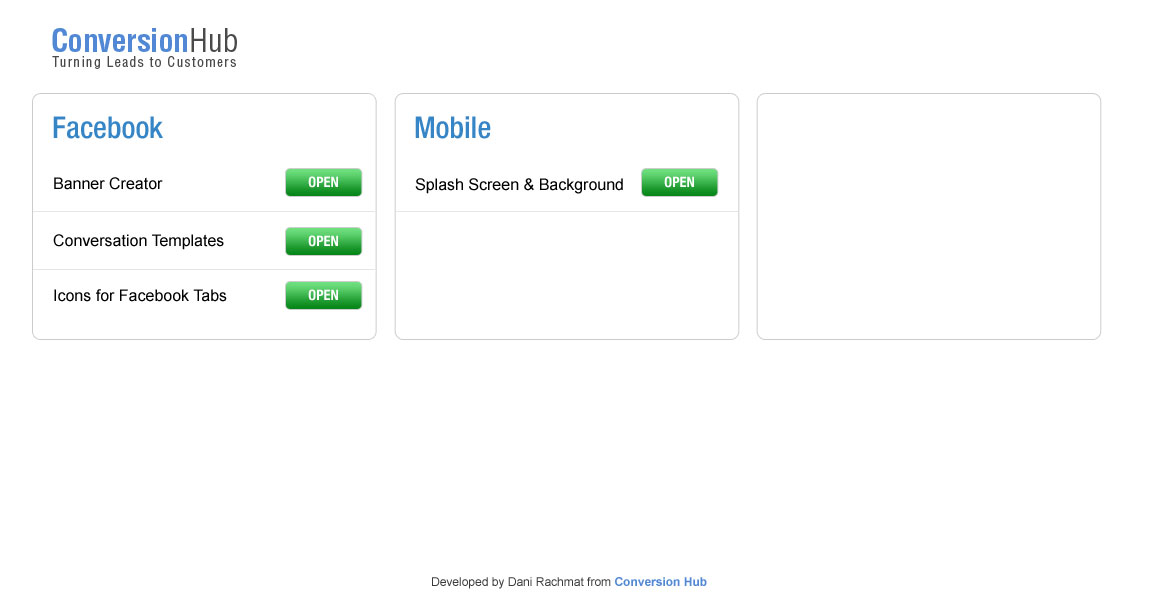 ConversionHub
Turning Leads to Customers
Facebook
Banner Creator OPEN
Conversation Templates OPEN
Icons for Facebook Tabs OPEN
Mobile
Splash Screen & Background OPEN
Developed by Dani Rachmat from Conversion Hub